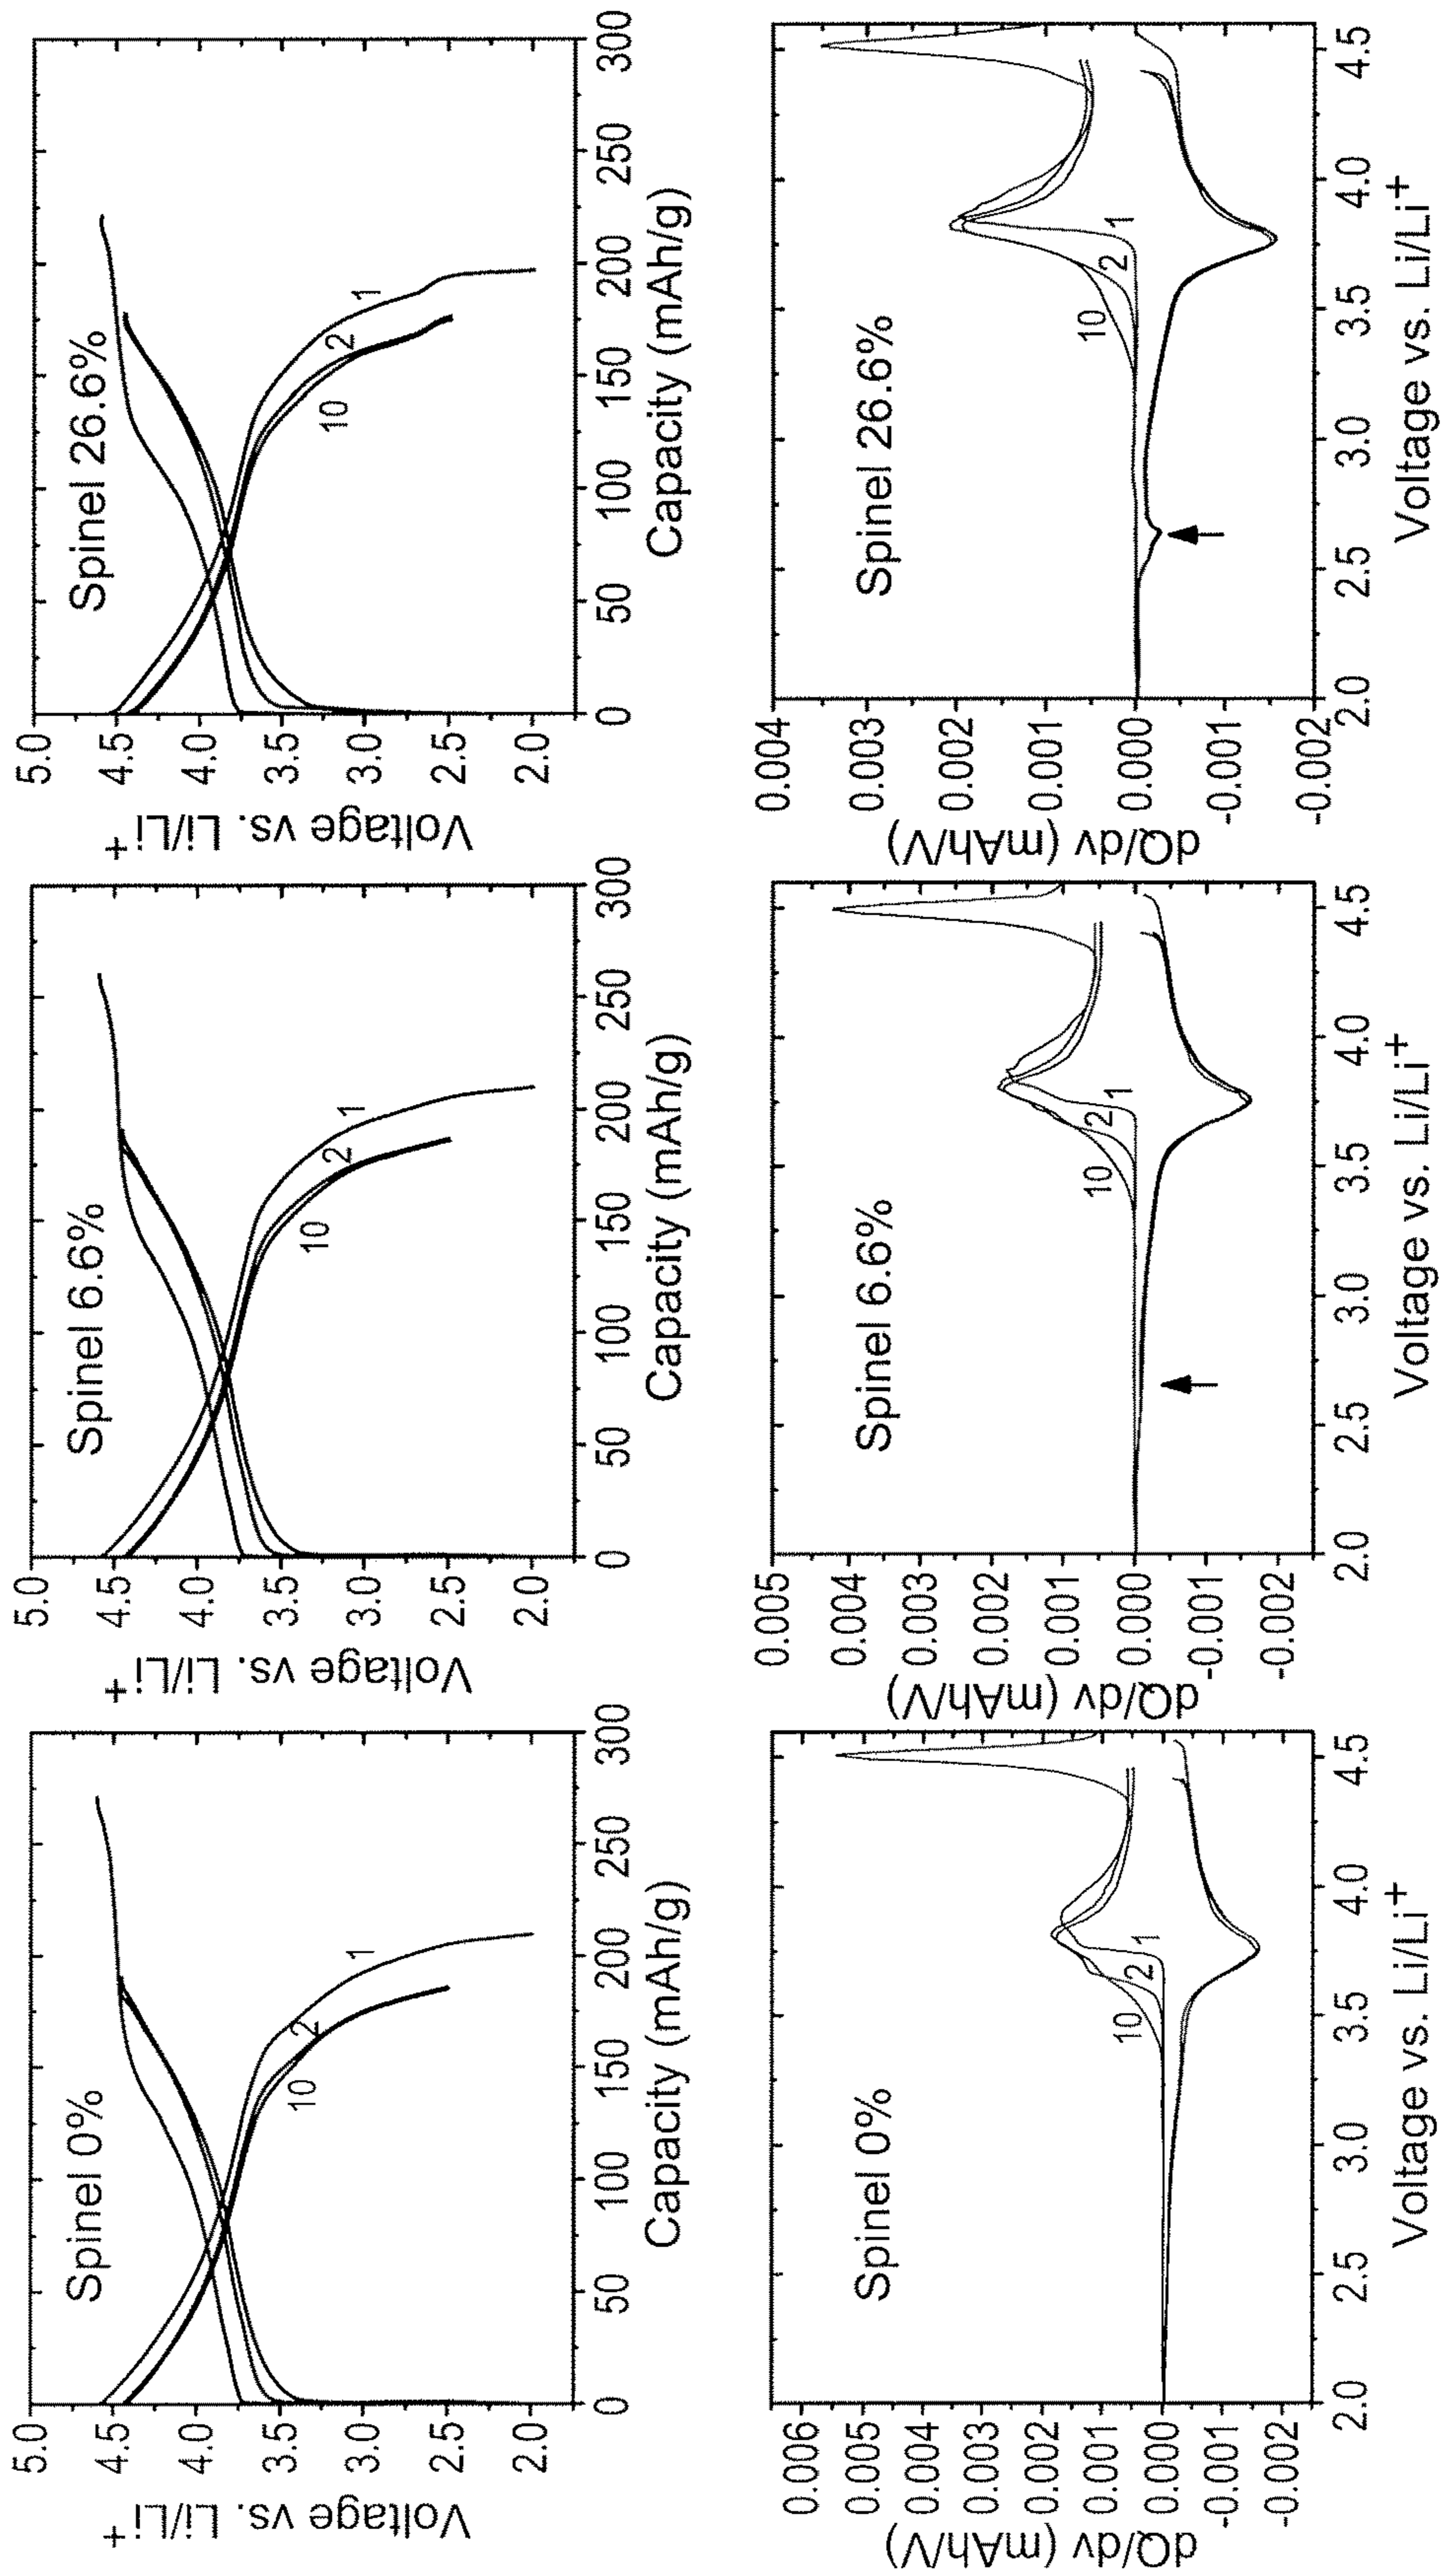 Spinel 0%
Voltage vs. Li/Li+
5.0
4.5
4.0
3.5
3.0
2.5
2.0
1
2
10
0 50 100 150 200 250 300
Capacity (mAh/g)
Spinel 6.6%
Voltage vs. Li/Li+
5.0
4.5
4.0
3.5
3.0
2.5
2.0
1
2
10
0 50 100 150 200 250 300
Capacity (mAh/g)
Spinel 26.6%
Voltage vs. Li/Li+
5.0
4.5
4.0
3.5
3.0
2.5
2.0
1
2
10
0 50 100 150 200 250 300
Capacity (mAh/g)
Spinel 0%
dQ/dv (mAh/V)
0.006
0.005
0.004
0.003
0.002
0.001
0.000
-0.001
-0.002
10 2 1
2.0 2.5 3.0 3.5 4.0 4.5
Voltage vs. Li/Li+
Spinel 6.6%
dQ/dv (mAh/V)
0.005
0.004
0.003
0.002
0.001
0.000
-0.001
-0.002
10 2 1
2.0 2.5 3.0 3.5 4.0 4.5
Voltage vs. Li/Li+
Spinel 26.6%
dQ/dv (mAh/V)
0.004
0.003
0.002
0.001
0.000
-0.001
-0.002
10 2 1
2.0 2.5 3.0 3.5 4.0 4.5
Voltage vs. Li/Li+